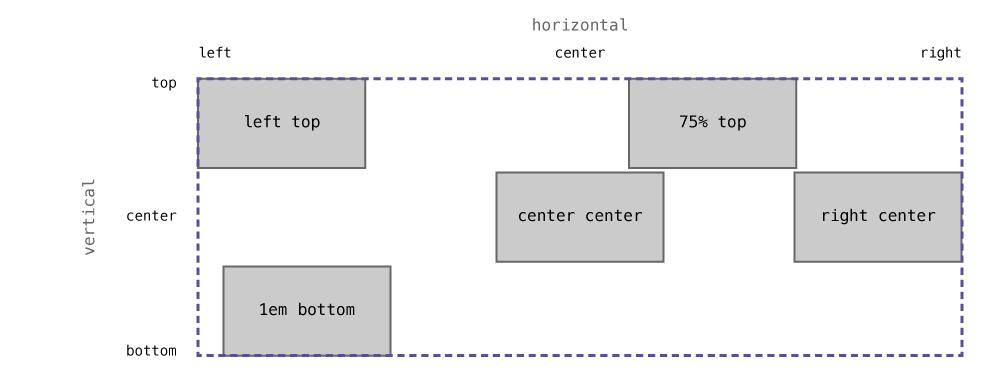 horizontal
left
center
right
top
left top
75% top
vertical
center
center center
right center
1em bottom
bottom